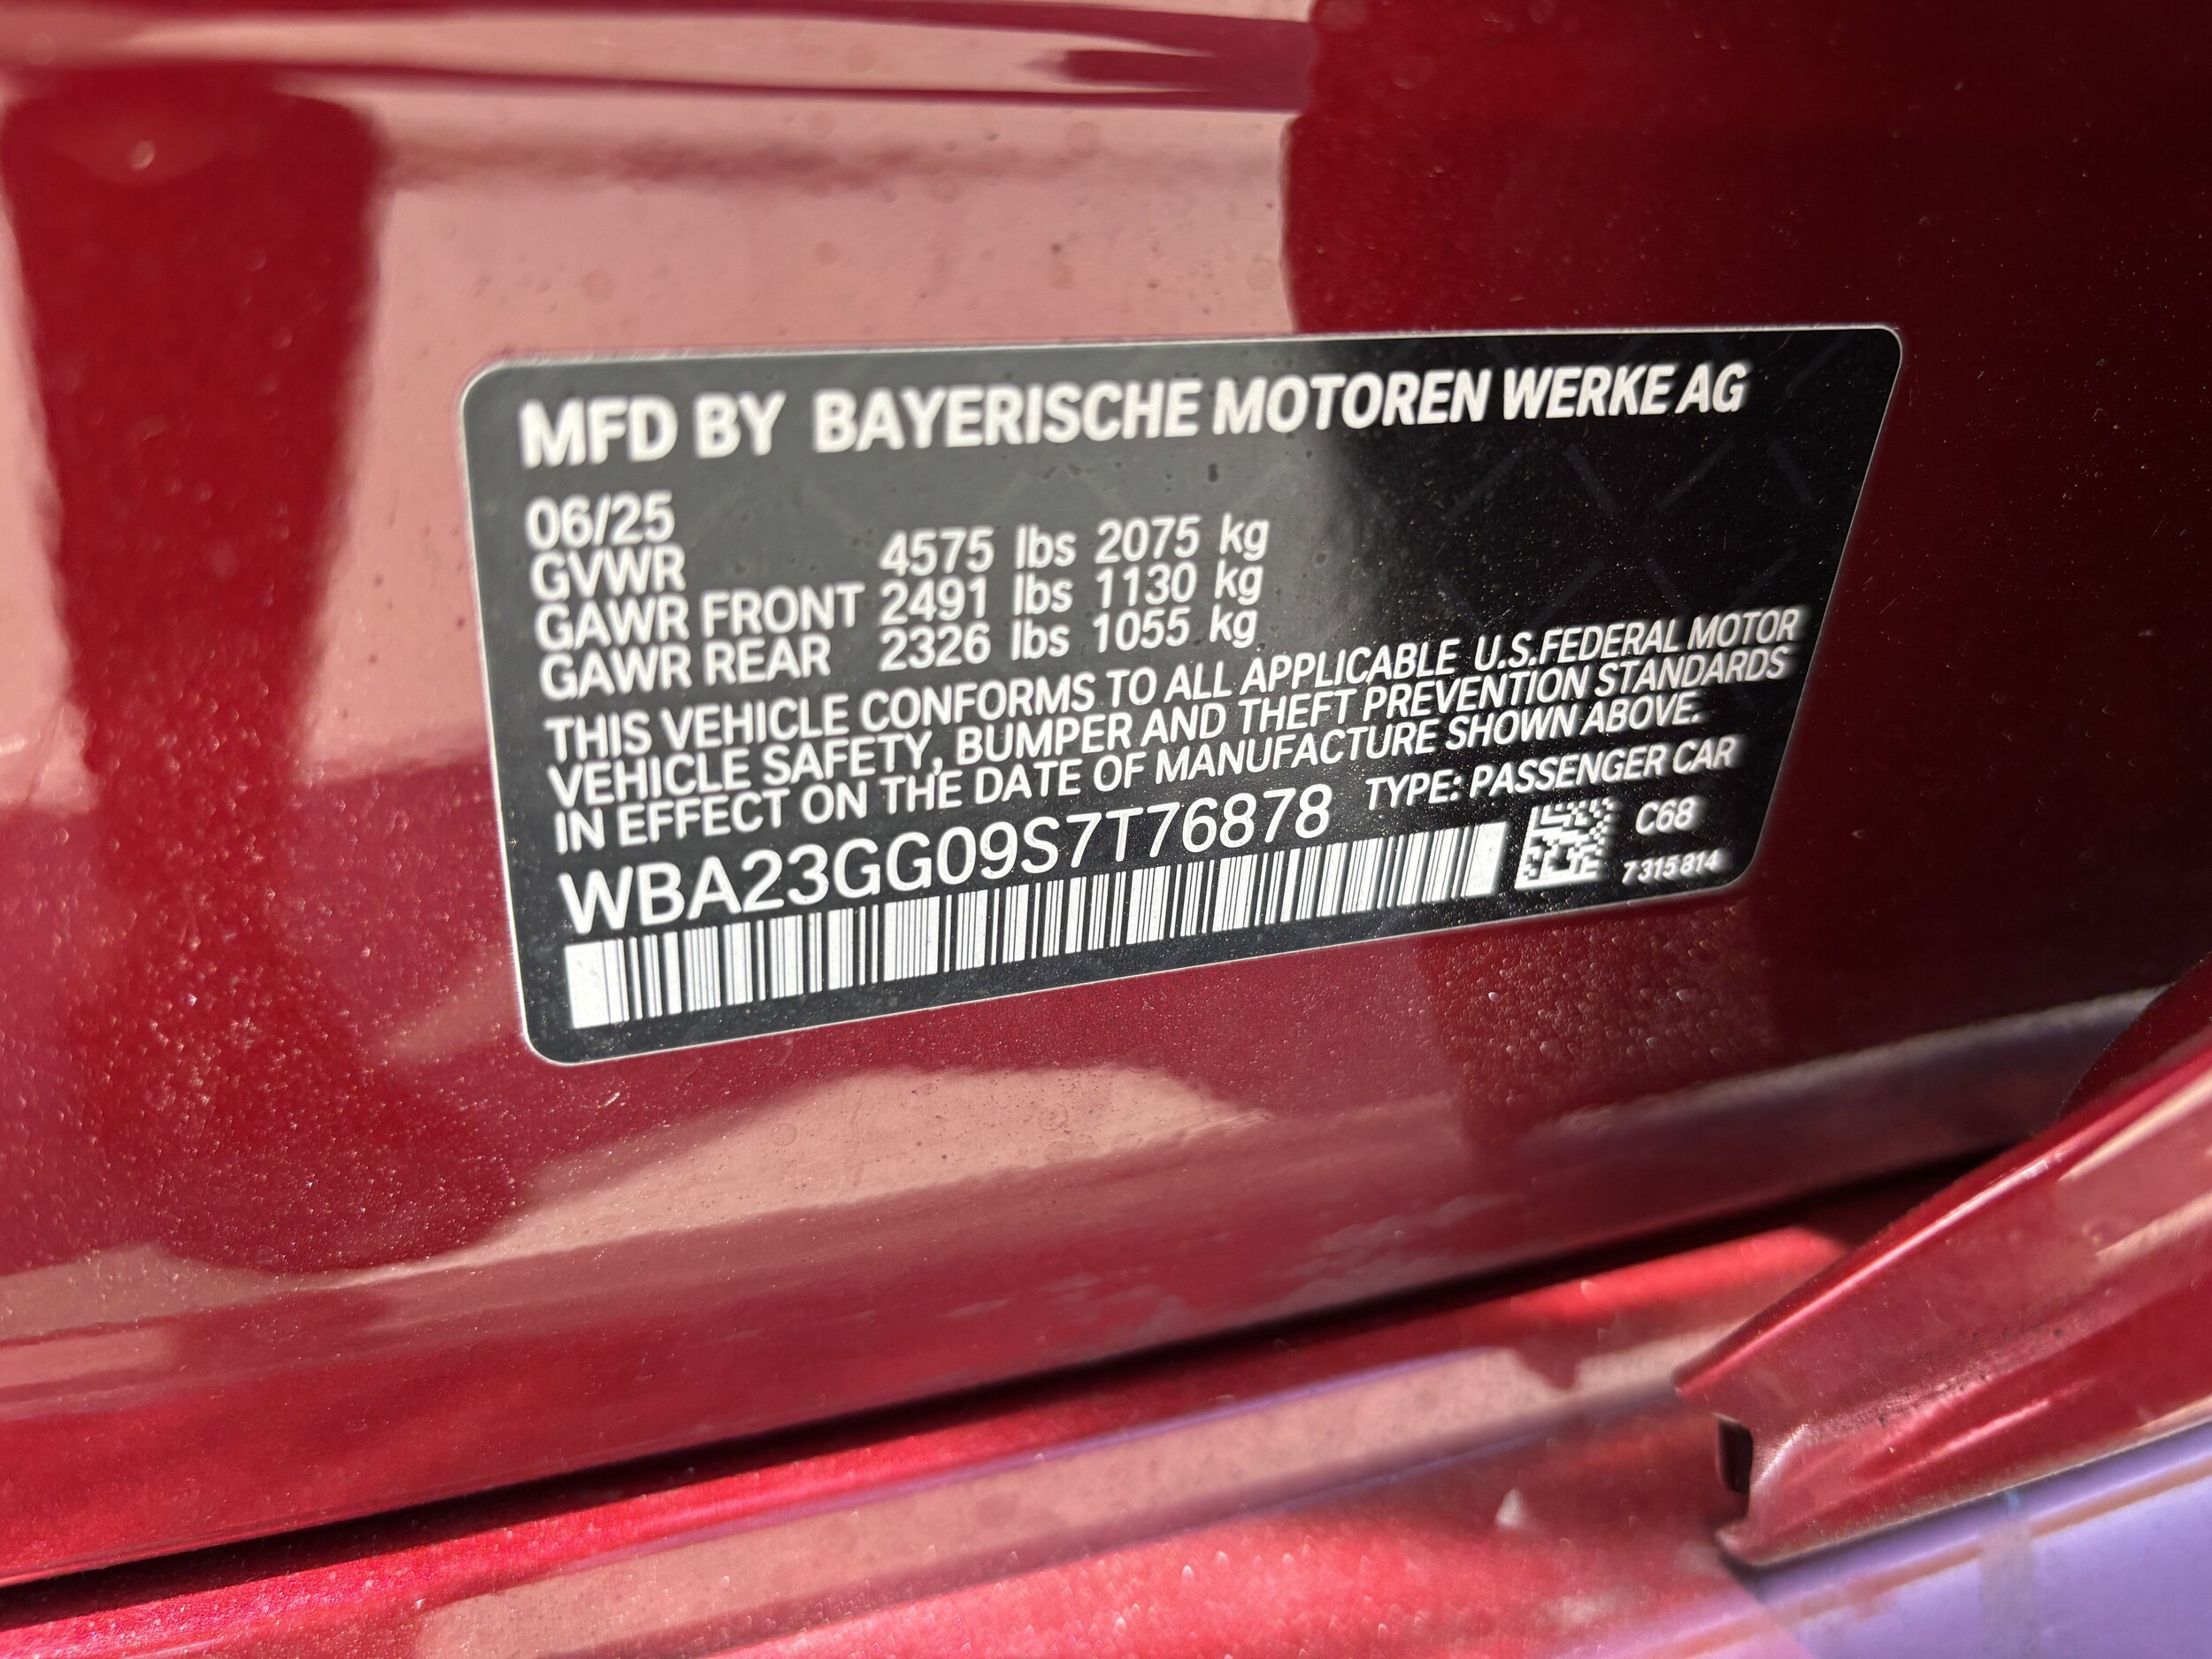 MFD BY BAYERISCHE MOTOREN WERKE AG
06/25
GVWR 4575 lbs 2075 kg
GAWR FRONT 2491 lbs 1130 kg
GAWR REAR 2326 lbs 1055 kg
THIS VEHICLE CONFORMS TO ALL APPLICABLE U.S.FEDERAL MOTOR
VEHICLE SAFETY, BUMPER AND THEFT PREVENTION STANDARDS
IN EFFECT ON THE DATE OF MANUFACTURE SHOWN ABOVE.
WBA23GG09S7T76878 TYPE: PASSENGER CAR
C68
7 315 814